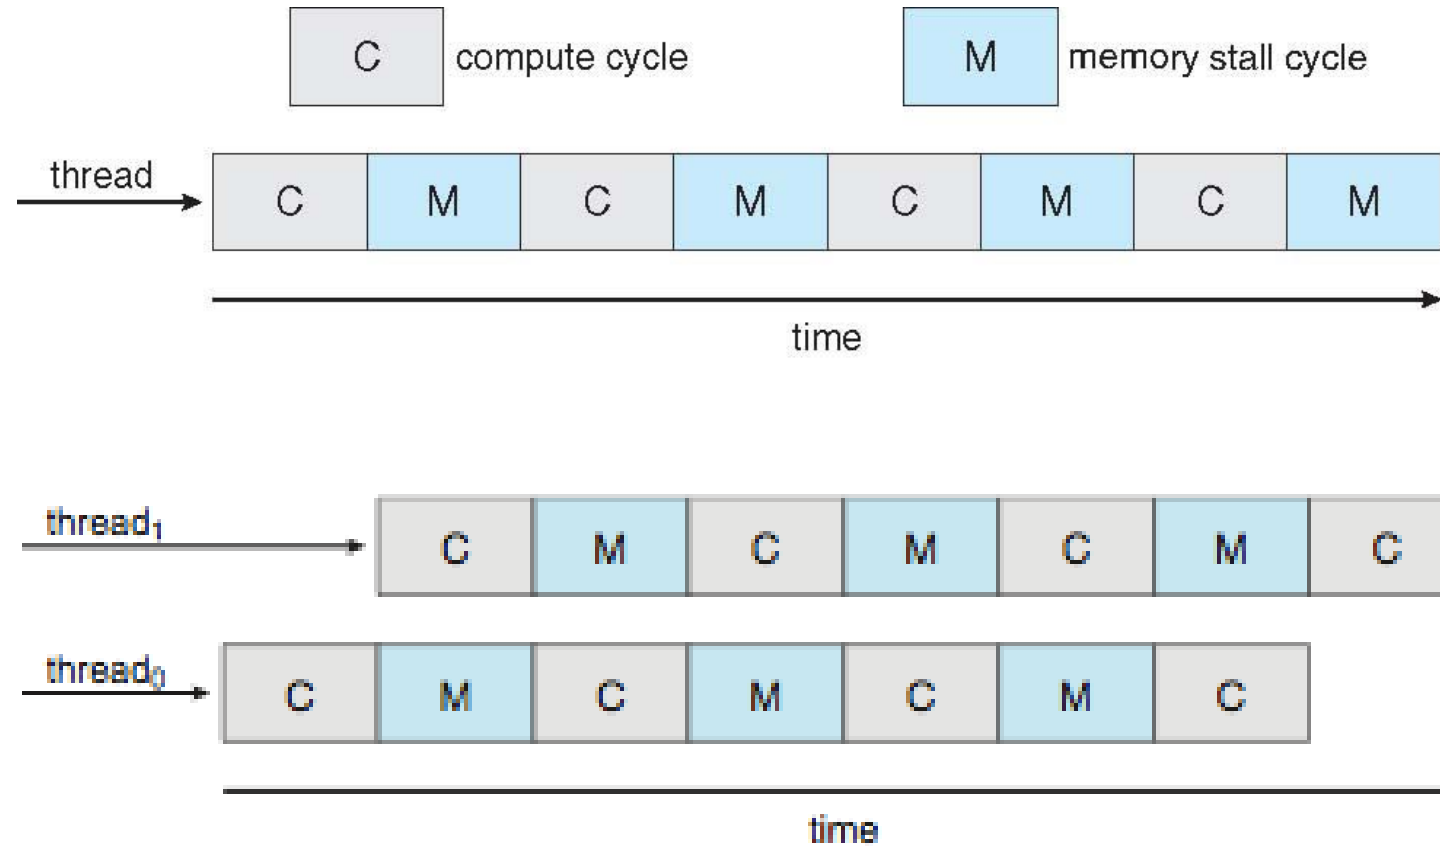 C compute cycle M memory stall cycle
thread
C M C M C M C M
time
thread₁
C M C M C M C
thread₀
C M C M C M C
time